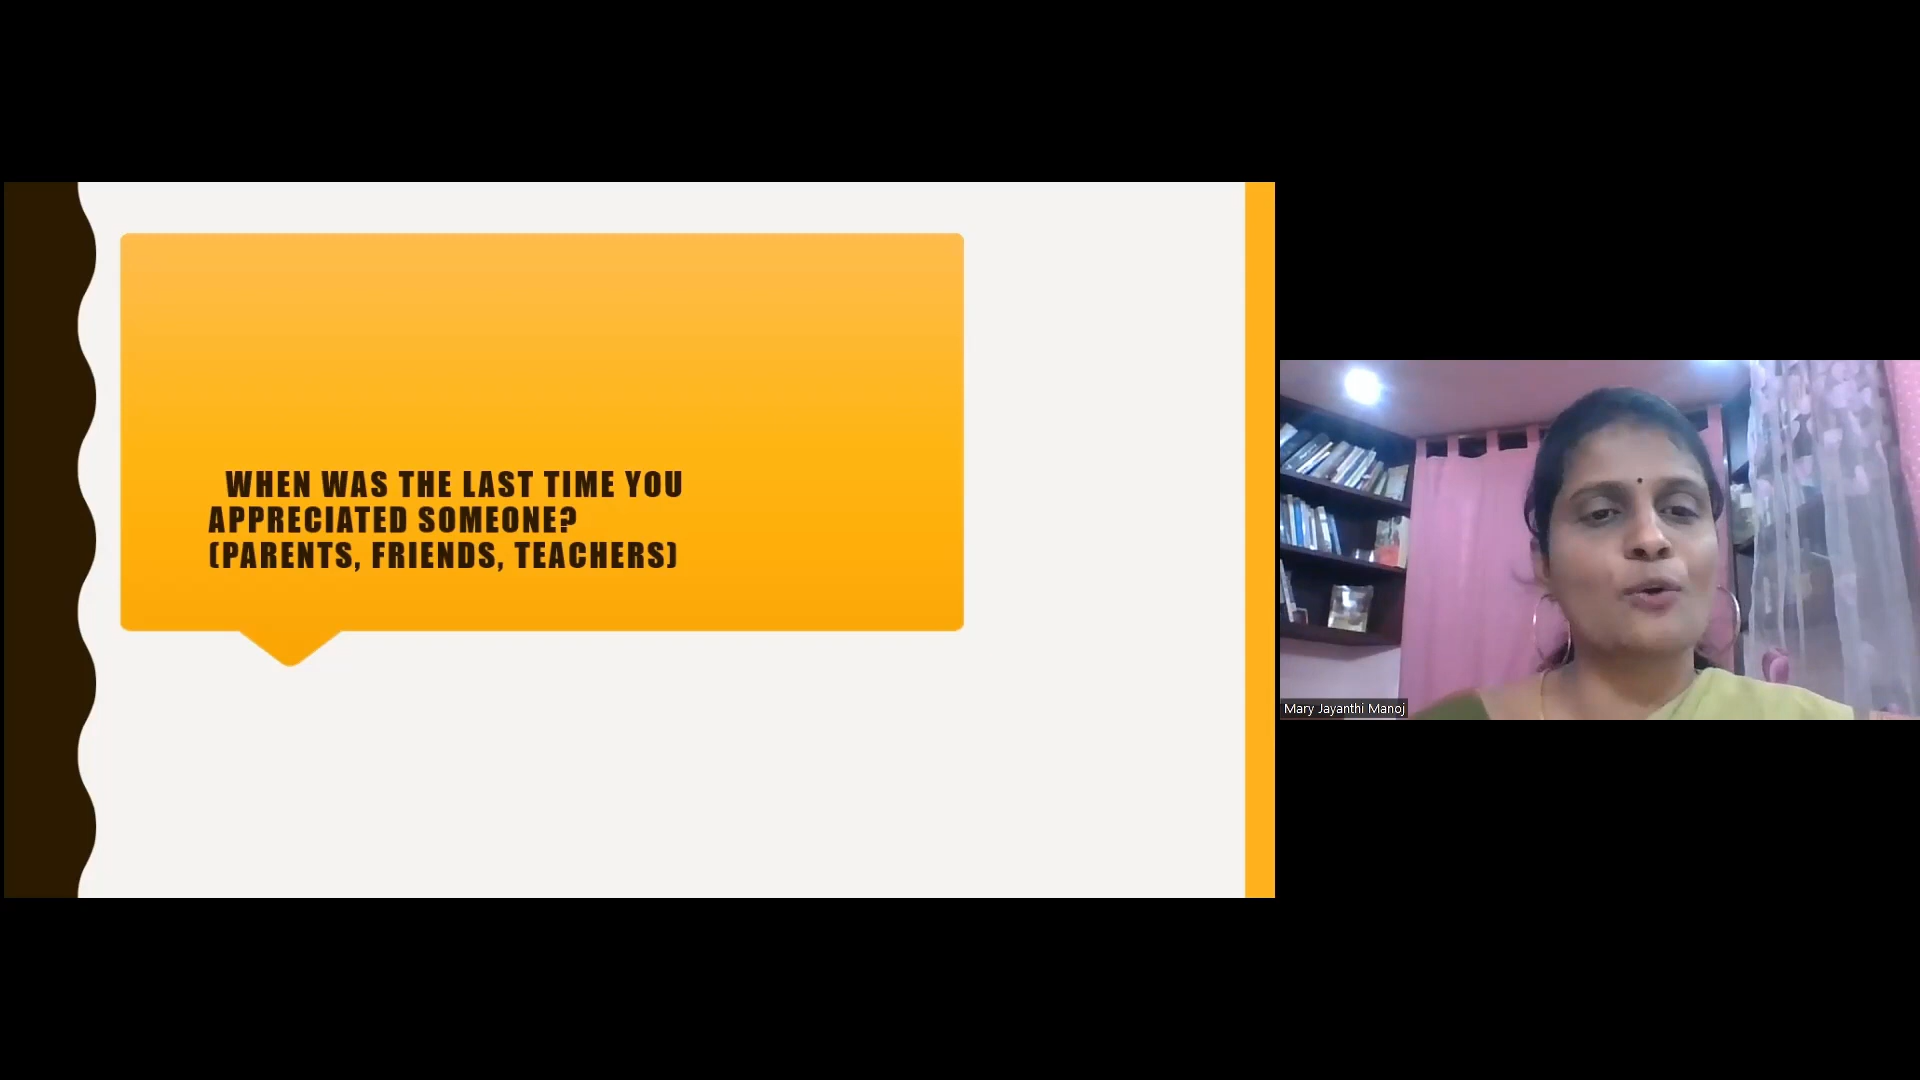 WHEN WAS THE LAST TIME YOU
APPRECIATED SOMEONE?
(PARENTS, FRIENDS, TEACHERS)
Mary Jayanthi Manoj